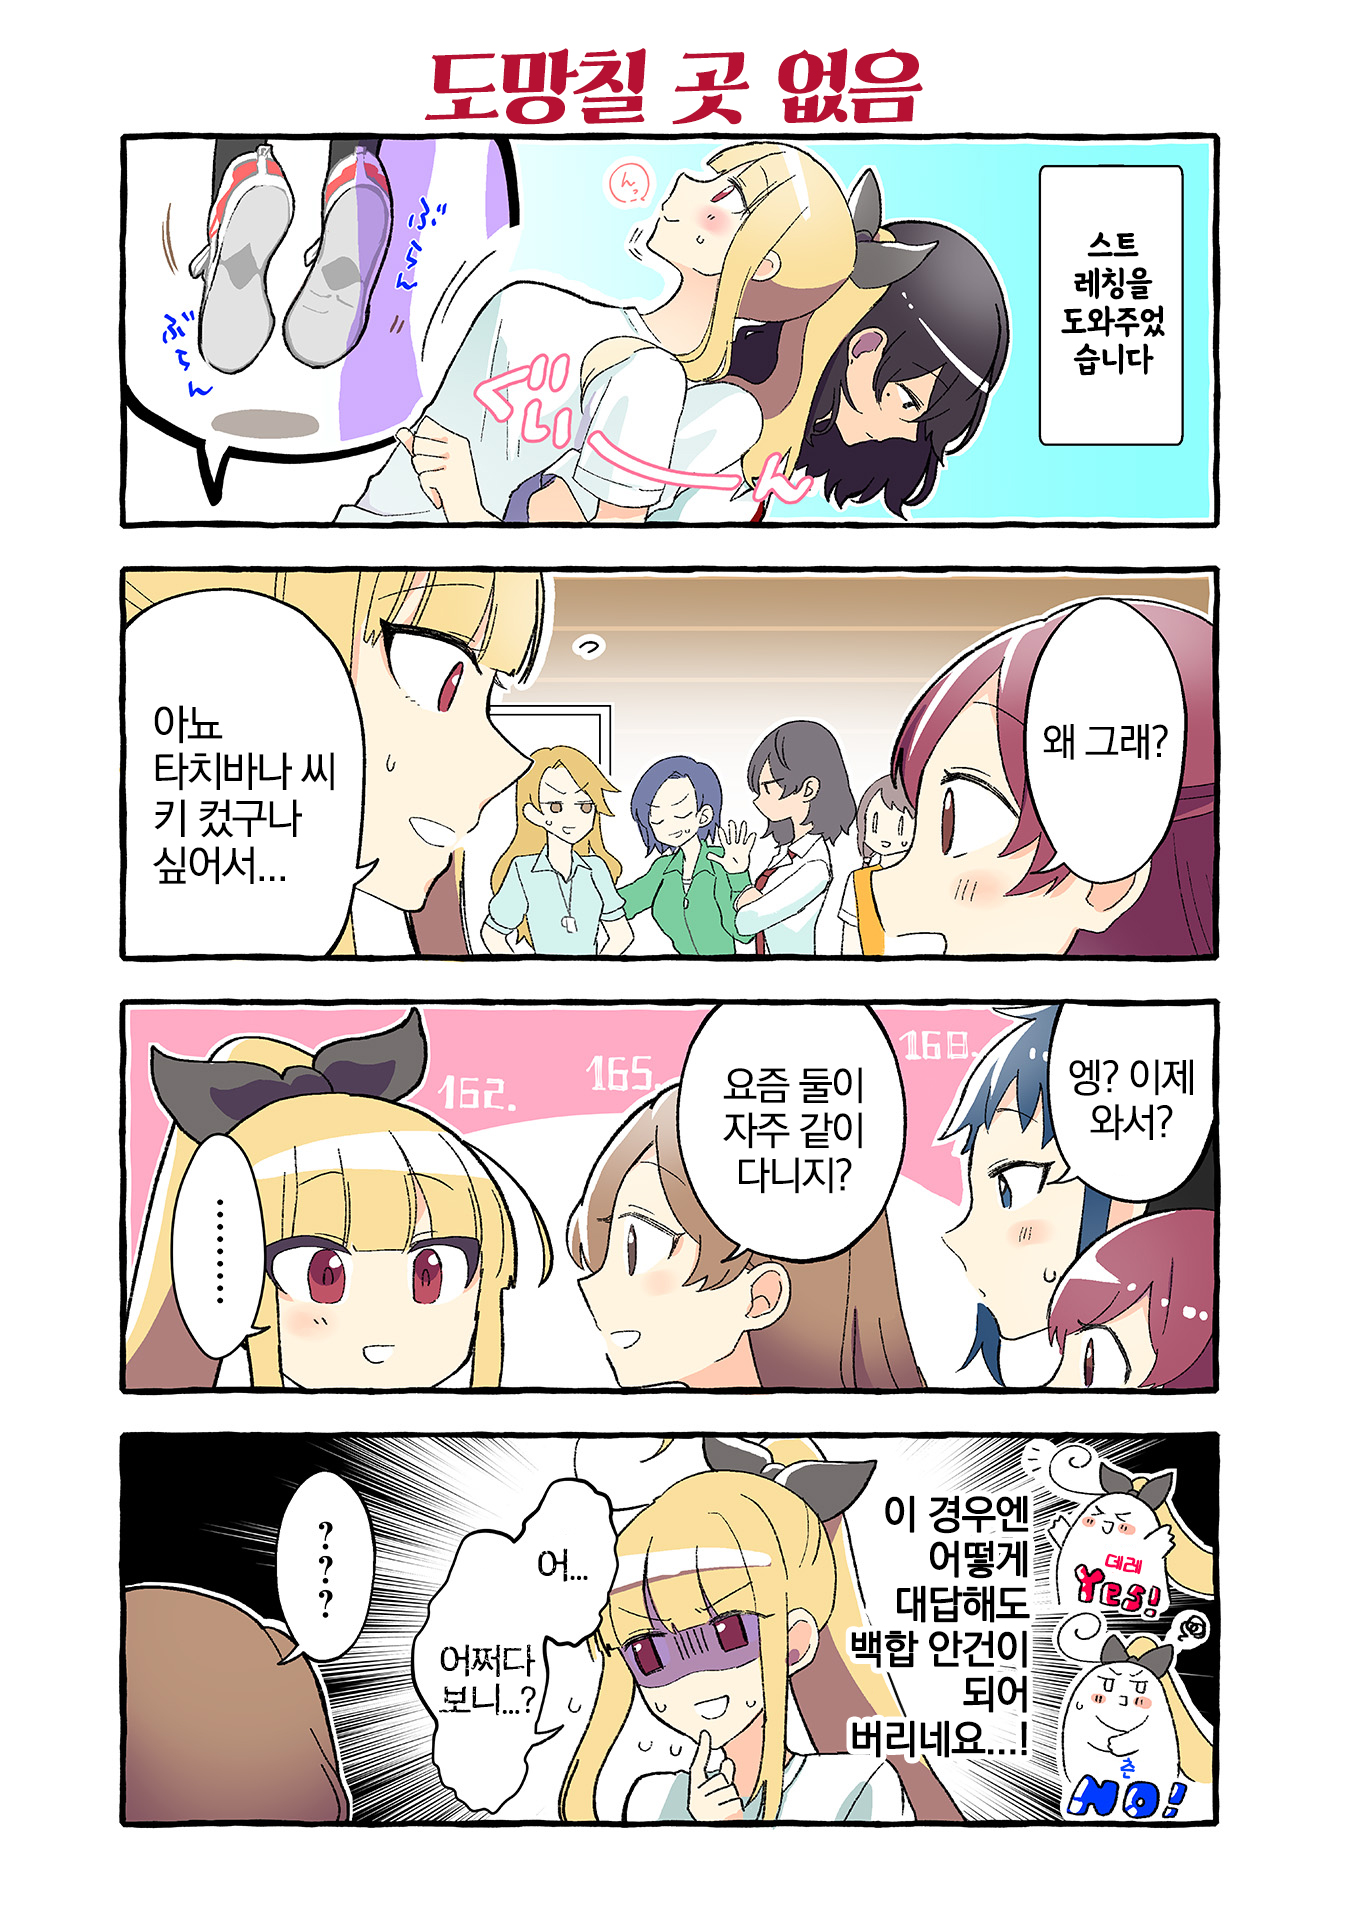 도망칠 곳 없음
스트
레칭을
도와주었
습니다
んっ
ぶらーん
ぶらーん
ぐいーーん
왜 그래?
아뇨
타치바나 씨
키 컸구나
싶어서...
엥? 이제
와서?
168.
165.
162.
요즘 둘이
자주 같이
다니지?
.........
이 경우엔
어떻게
대답해도
백합 안건이
되어
버리네요...!
데레
Yes!
츤
NO!
어...
어쩌다
보니...?
???